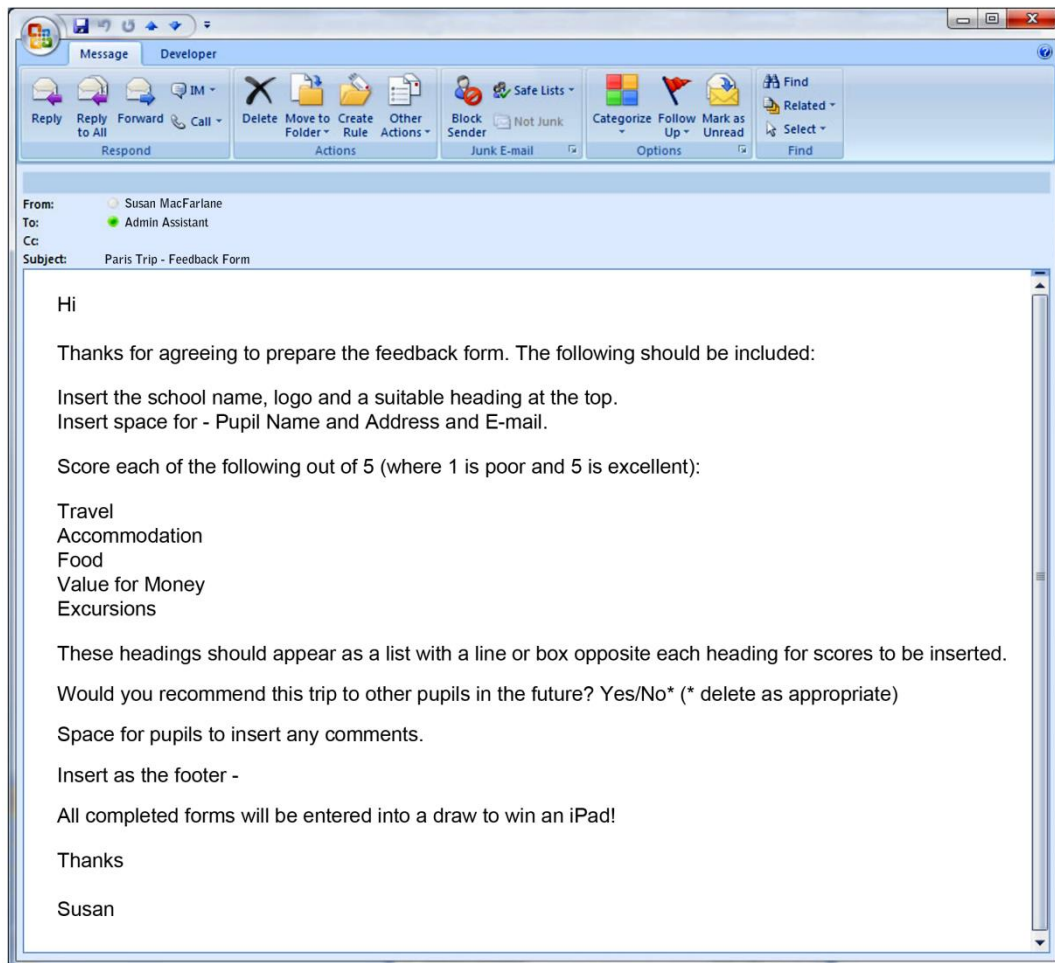 Message Developer
Reply Reply to All Forward IM Call Delete Move to Folder Create Rule Other Actions Block Sender Safe Lists Not Junk Categorize Follow Up Mark as Unread Find Related Select
Respond Actions Junk E-mail Options Find
From: Susan MacFarlane
To: Admin Assistant
Cc:
Subject: Paris Trip - Feedback Form
Hi
Thanks for agreeing to prepare the feedback form. The following should be included:
Insert the school name, logo and a suitable heading at the top.
Insert space for - Pupil Name and Address and E-mail.
Score each of the following out of 5 (where 1 is poor and 5 is excellent):
Travel
Accommodation
Food
Value for Money
Excursions
These headings should appear as a list with a line or box opposite each heading for scores to be inserted.
Would you recommend this trip to other pupils in the future? Yes/No* (* delete as appropriate)
Space for pupils to insert any comments.
Insert as the footer -
All completed forms will be entered into a draw to win an iPad!
Thanks
Susan